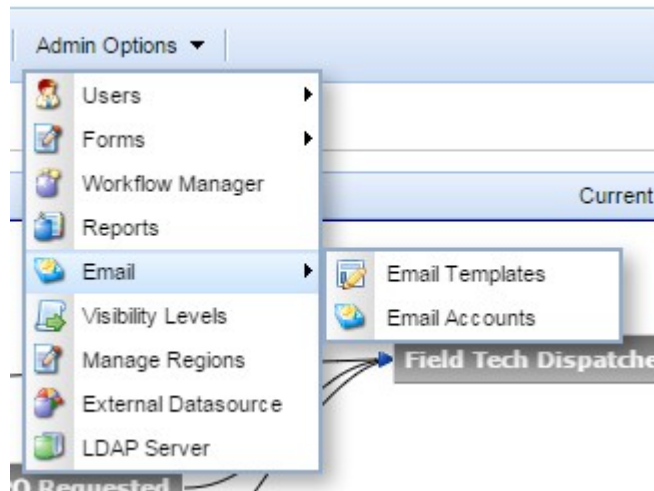 Admin Options
Users
Forms
Workflow Manager
Current
Reports
Email
Email Templates
Visibility Levels
Email Accounts
Manage Regions
Field Tech Dispatche
External Datasource
LDAP Server
O Requested